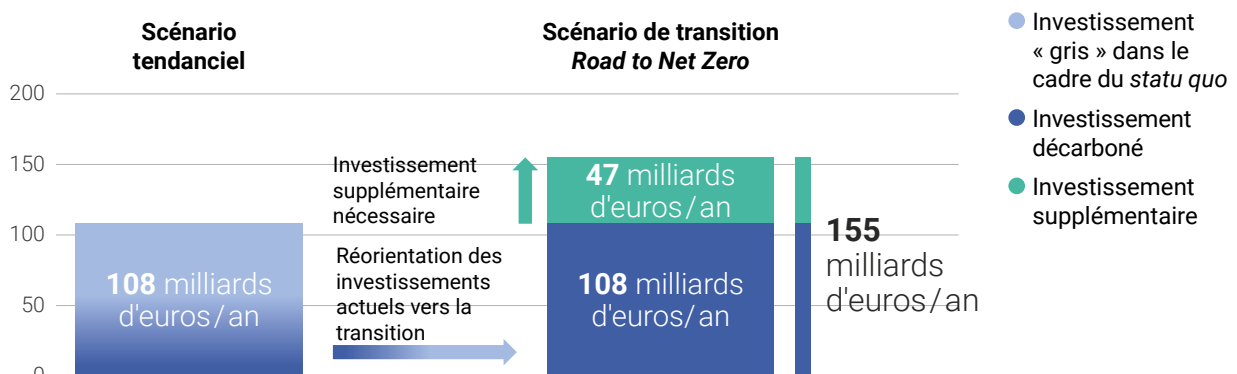 Scénario
tendanciel
Scénario de transition
Road to Net Zero
200
150
100
50
0
108 milliards
d'euros/an
Investissement
supplémentaire
nécessaire
Réorientation des
investissements
actuels vers la
transition
47 milliards
d'euros/an
108 milliards
d'euros/an
155
milliards
d'euros/an
Investissement
« gris » dans le
cadre du statu quo
Investissement
décarboné
Investissement
supplémentaire